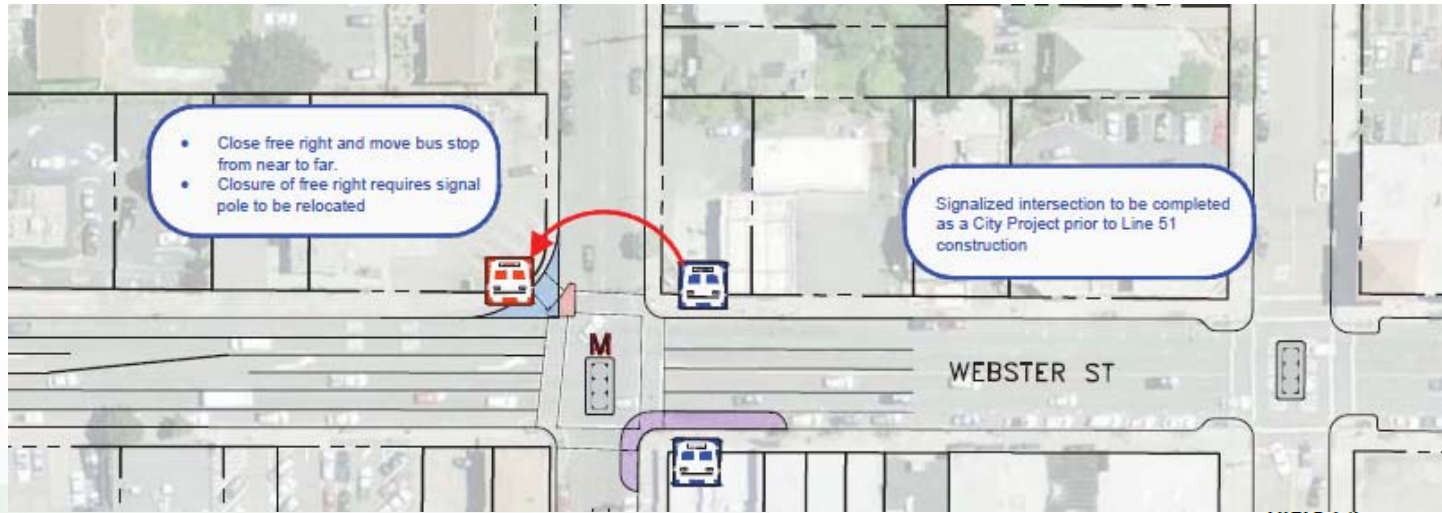 • Close free right and move bus stop
from near to far.
• Closure of free right requires signal
pole to be relocated
Signalized intersection to be completed
as a City Project prior to Line 51
construction
M
WEBSTER ST